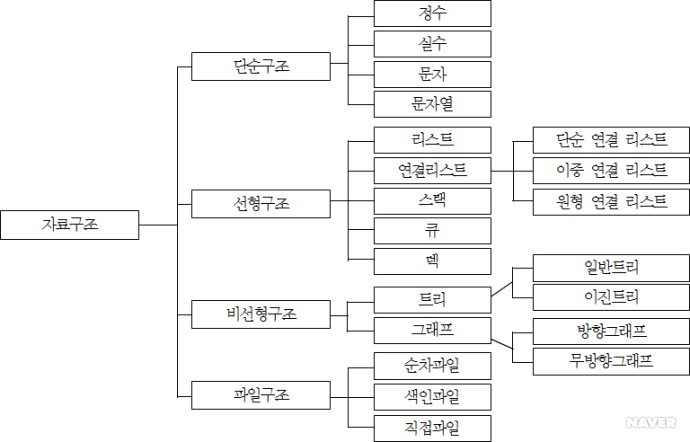 자료구조
단순구조
정수
실수
문자
문자열
선형구조
리스트
연결리스트
단순 연결 리스트
이중 연결 리스트
원형 연결 리스트
스택
큐
덱
비선형구조
트리
일반트리
이진트리
그래프
방향그래프
무방향그래프
파일구조
순차파일
색인파일
직접파일
NAVER